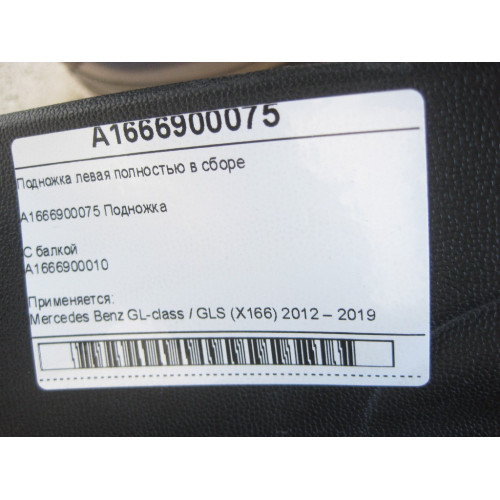 A1666900075
Подножка левая полностью в сборе
A1666900075 Подножка
С балкой
A1666900010
Применяется:
Mercedes Benz GL-class / GLS (X166) 2012 – 2019